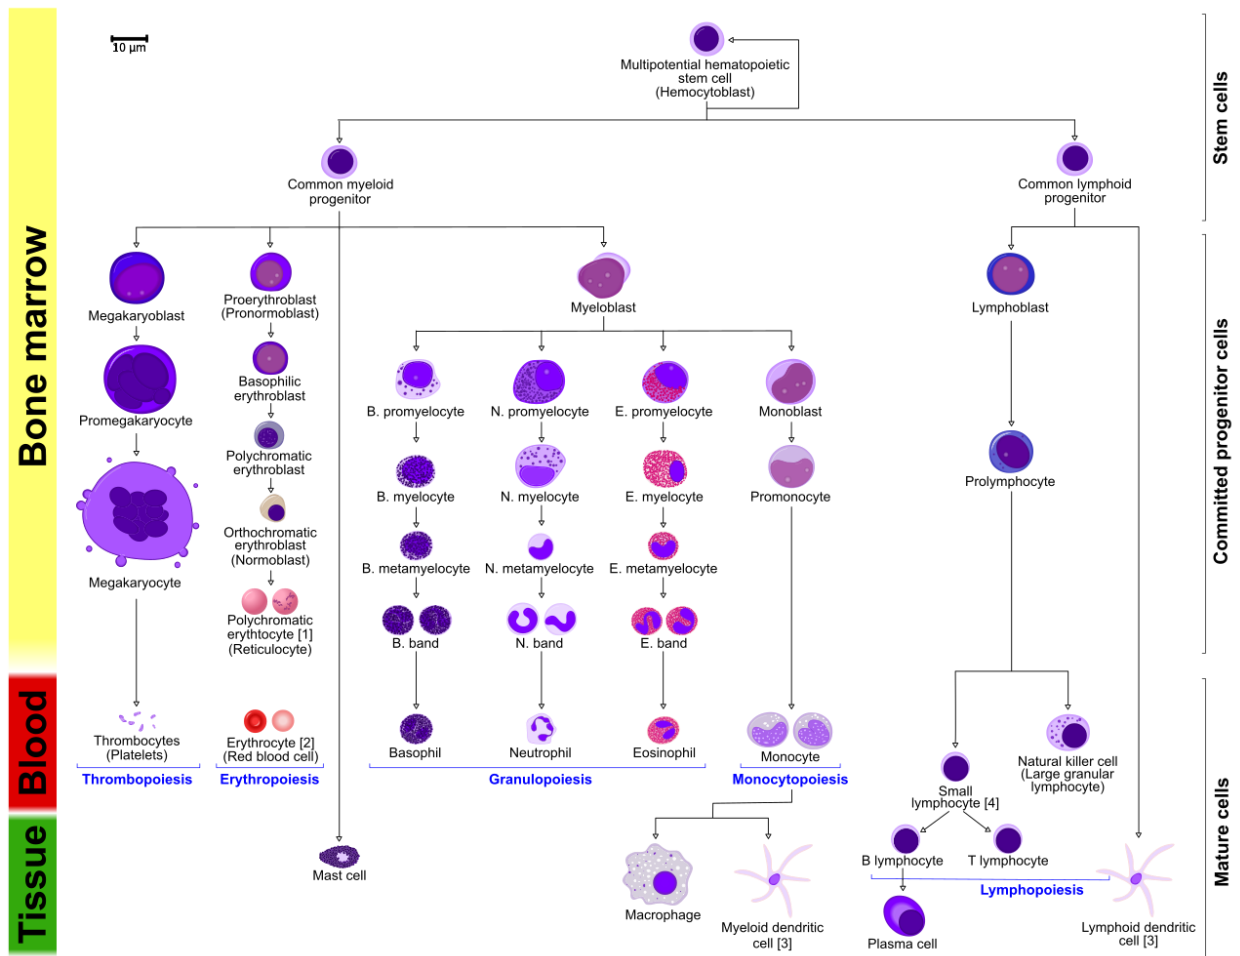 10 µm
Multipotential hematopoietic
stem cell
(Hemocytoblast)
Common myeloid
progenitor
Common lymphoid
progenitor
Stem cells
Bone marrow
Megakaryoblast
Proerythroblast
(Pronormoblast)
Myeloblast
Lymphoblast
Promegakaryocyte
Basophilic
erythroblast
B. promyelocyte
N. promyelocyte
E. promyelocyte
Monoblast
Polychromatic
erythroblast
B. myelocyte
N. myelocyte
E. myelocyte
Promonocyte
Prolymphocyte
Committed progenitor cells
Megakaryocyte
Orthochromatic
erythroblast
(Normoblast)
B. metamyelocyte
N. metamyelocyte
E. metamyelocyte
Polychromatic
erythtocyte [1]
(Reticulocyte)
B. band
N. band
E. band
Blood
Thrombocytes
(Platelets)
Erythrocyte [2]
(Red blood cell)
Basophil
Neutrophil
Eosinophil
Monocyte
Natural killer cell
(Large granular
lymphocyte)
Small
lymphocyte [4]
Thrombopoiesis
Erythropoiesis
Granulopoiesis
Monocytopoiesis
Mature cells
Tissue
Mast cell
Macrophage
Myeloid dendritic
cell [3]
B lymphocyte
T lymphocyte
Lymphopoiesis
Plasma cell
Lymphoid dendritic
cell [3]